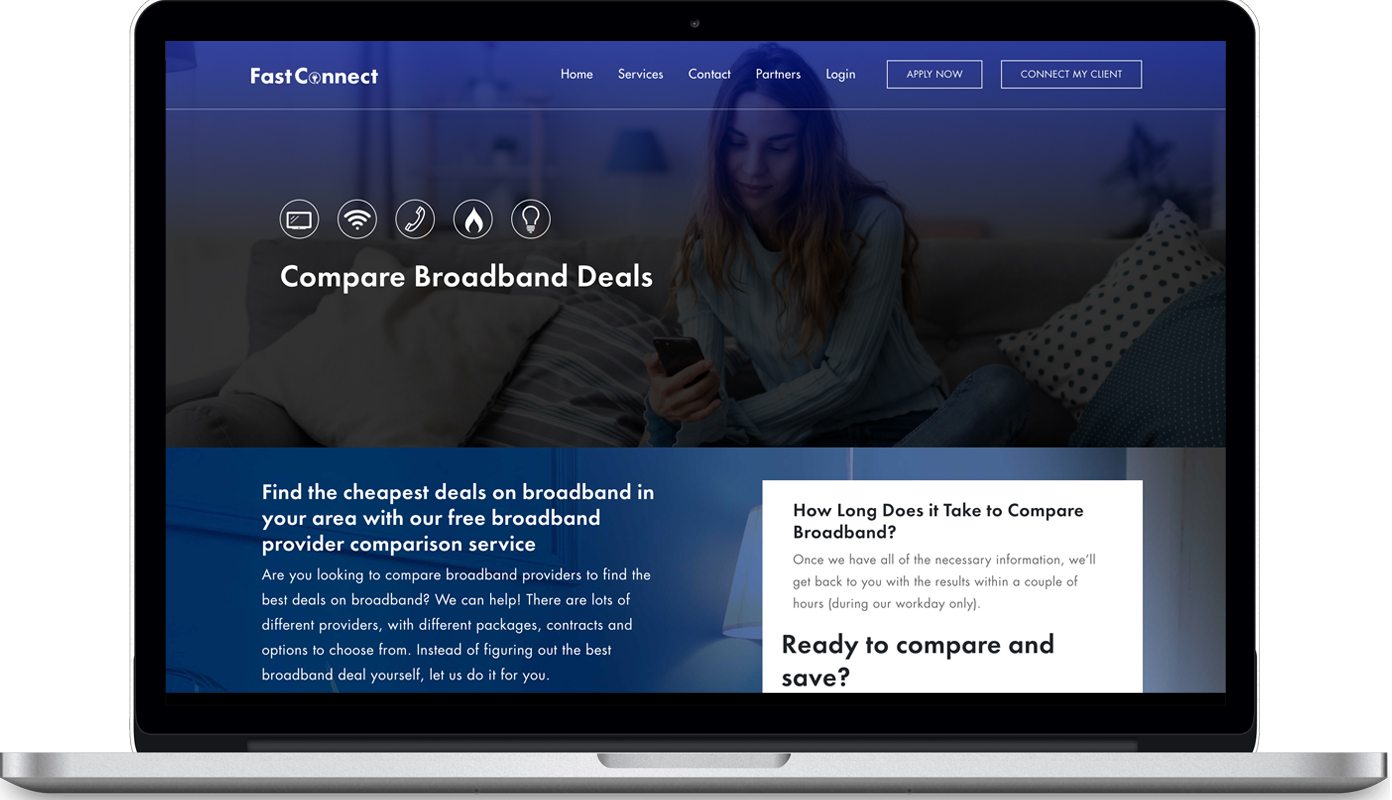 FastConnect
Home Services Contact Partners Login APPLY NOW CONNECT MY CLIENT
Compare Broadband Deals
Find the cheapest deals on broadband in
your area with our free broadband
provider comparison service
Are you looking to compare broadband providers to find the
best deals on broadband? We can help! There are lots of
different providers, with different packages, contracts and
options to choose from. Instead of figuring out the best
broadband deal yourself, let us do it for you.
How Long Does it Take to Compare
Broadband?
Once we have all of the necessary information, we’ll
get back to you with the results within a couple of
hours (during our workday only).
Ready to compare and
save?